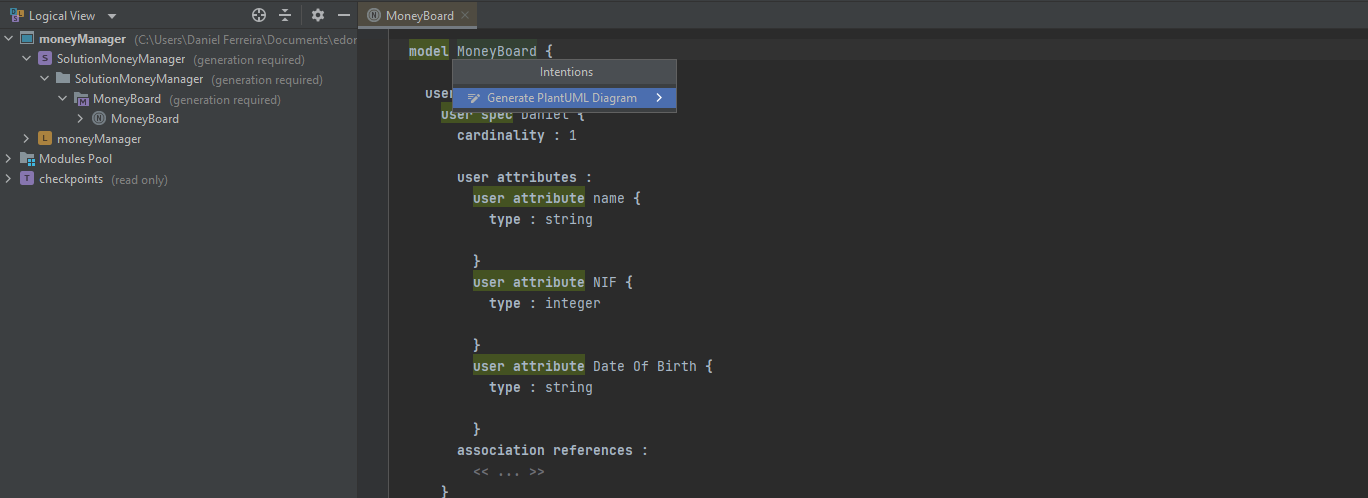 Logical View
moneyManager (C:\Users\Daniel Ferreira\Documents\edor
SolutionMoneyManager (generation required)
SolutionMoneyManager (generation required)
MoneyBoard (generation required)
MoneyBoard
moneyManager
Modules Pool
checkpoints (read only)
MoneyBoard
model MoneyBoard {
Intentions
user
Generate PlantUML Diagram
user spec Daniel {
cardinality : 1
user attributes :
user attribute name {
type : string
}
user attribute NIF {
type : integer
}
user attribute Date Of Birth {
type : string
}
association references :
<< ... >>
}